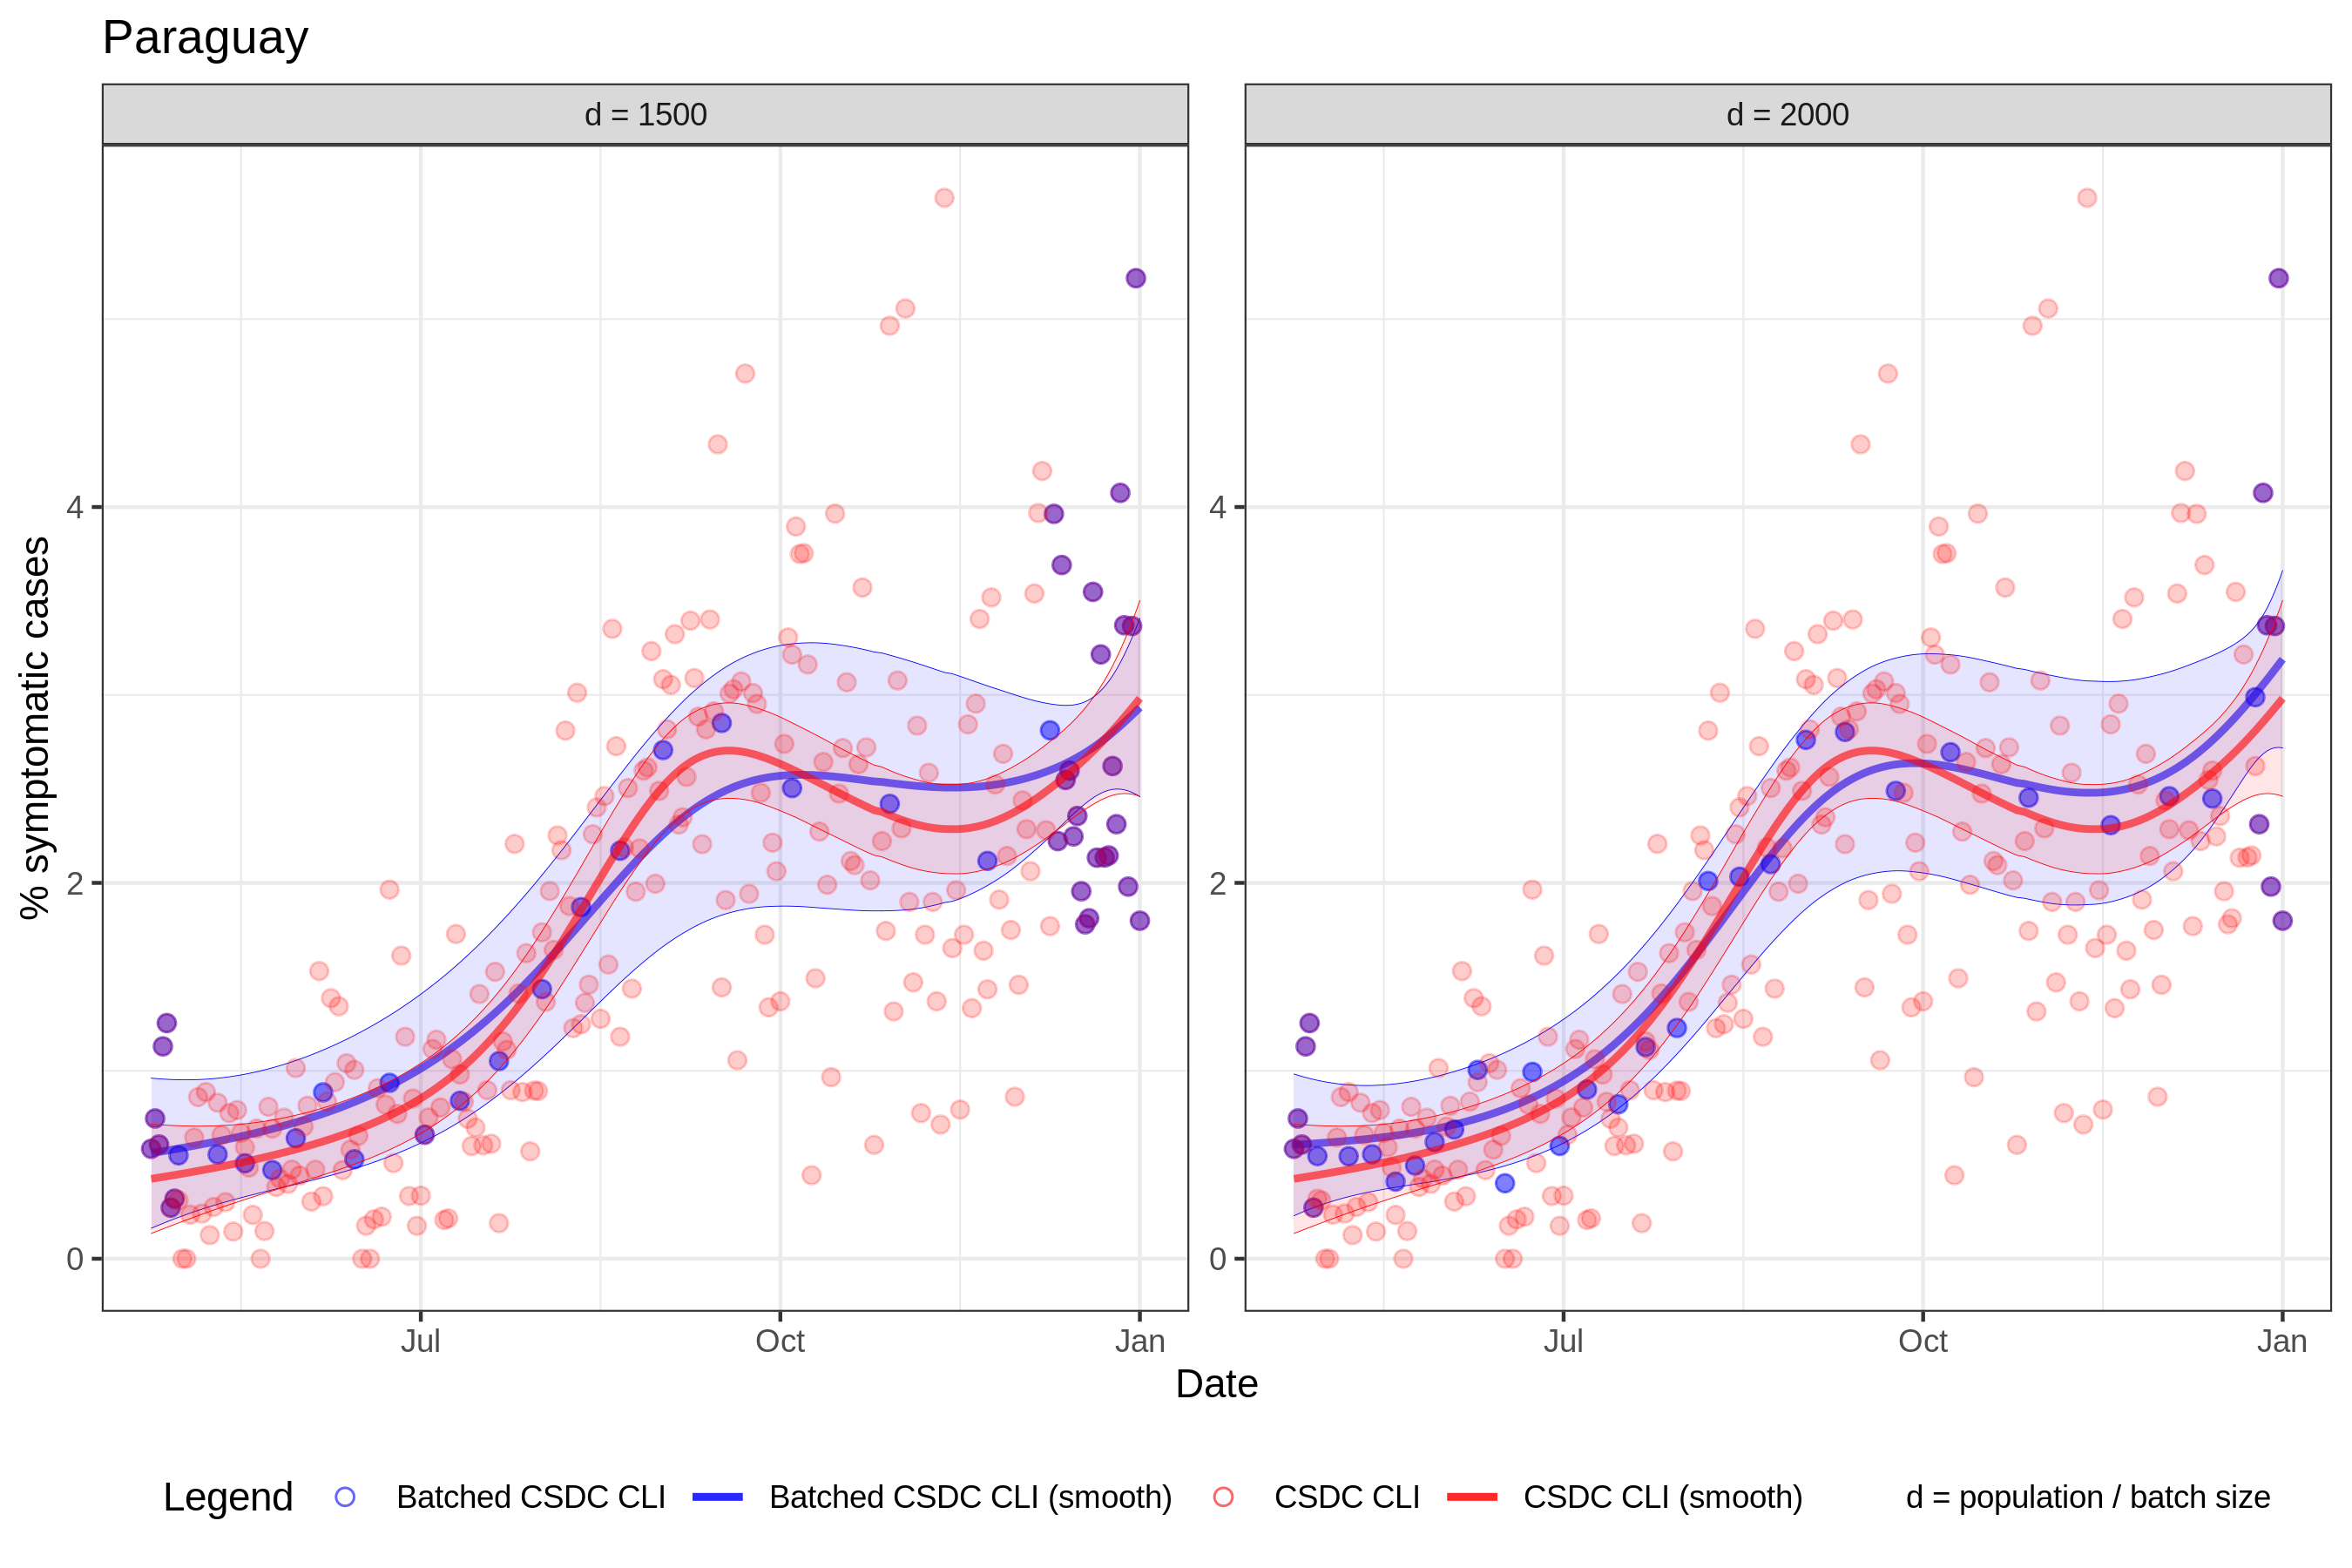 Paraguay
d = 1500
d = 2000
% symptomatic cases
4
2
0
4
2
0
Jul
Oct
Jan
Jul
Oct
Jan
Date
Legend
Batched CSDC CLI
Batched CSDC CLI (smooth)
CSDC CLI
CSDC CLI (smooth)
d = population / batch size